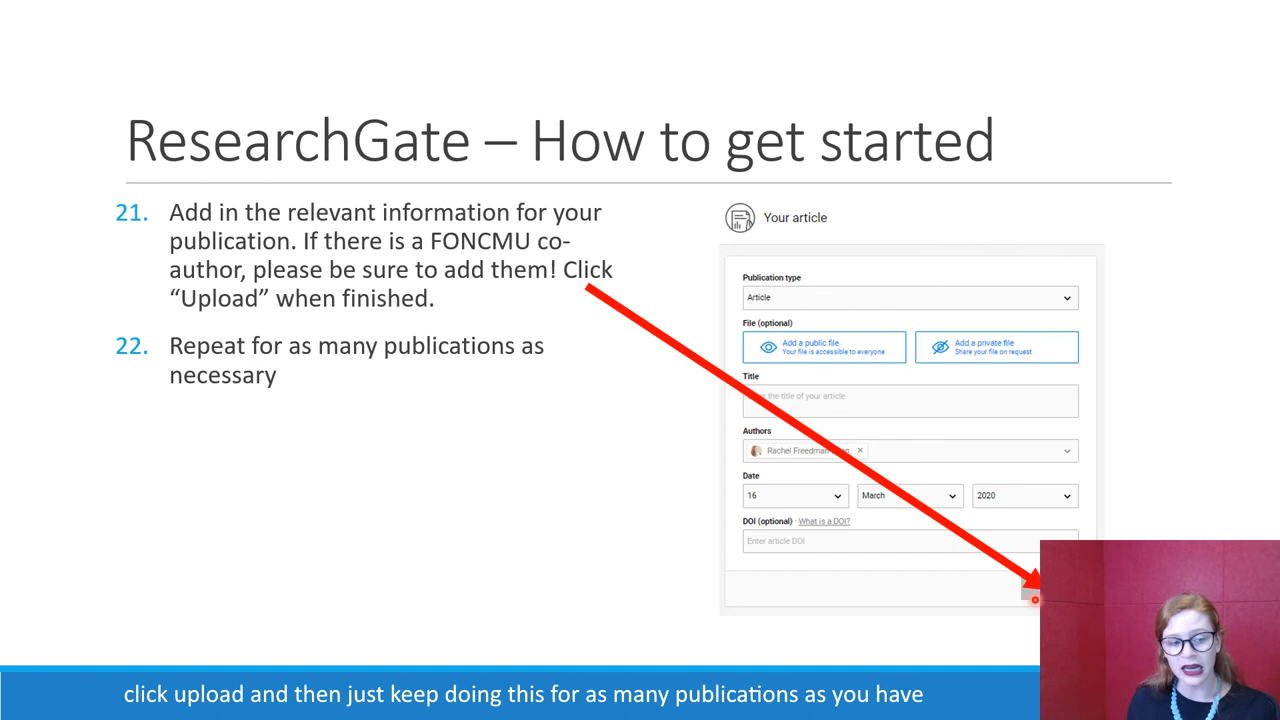 ResearchGate – How to get started
21. Add in the relevant information for your
publication. If there is a FONCMU co-
author, please be sure to add them! Click
“Upload” when finished.
22. Repeat for as many publications as
necessary
Your article
Publication type
Article
File (optional)
Add a public file
Your file is accessible to everyone
Add a private file
Share your file on request
Title
the title of your article
Authors
Rachel Freedman
Date
16 March 2020
DOI (optional) · What is a DOI?
Enter article DOI
click upload and then just keep doing this for as many publications as you have